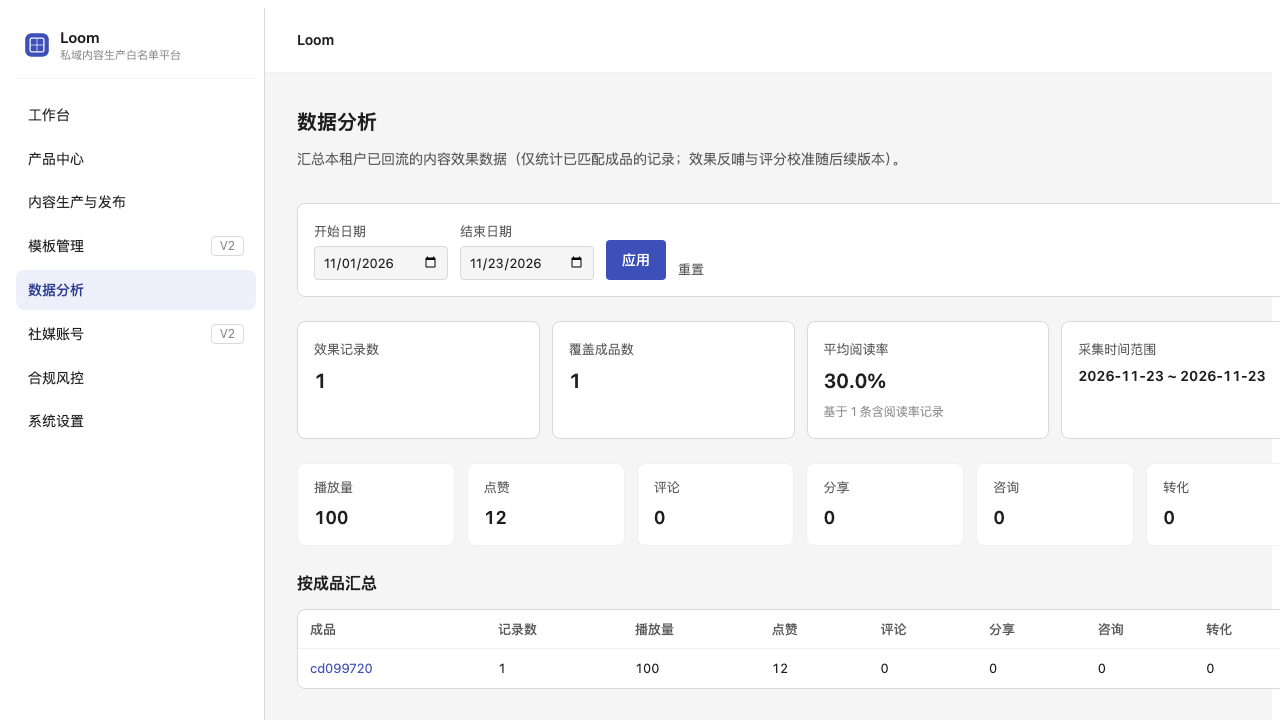 Loom
私域内容生产白名单平台
Loom
工作台
产品中心
内容生产与发布
模板管理 V2
数据分析
社媒账号 V2
合规风控
系统设置
数据分析
汇总本租户已回流的内容效果数据（仅统计已匹配成品的记录；效果反哺与评分校准随后续版本）。
开始日期 结束日期
11/01/2026 11/23/2026 应用 重置
效果记录数 覆盖成品数 平均阅读率 采集时间范围
1 1 30.0% 2026-11-23 ~ 2026-11-23
基于 1 条含阅读率记录
播放量 点赞 评论 分享 咨询 转化
100 12 0 0 0 0
按成品汇总
成品 记录数 播放量 点赞 评论 分享 咨询 转化
cd099720 1 100 12 0 0 0 0